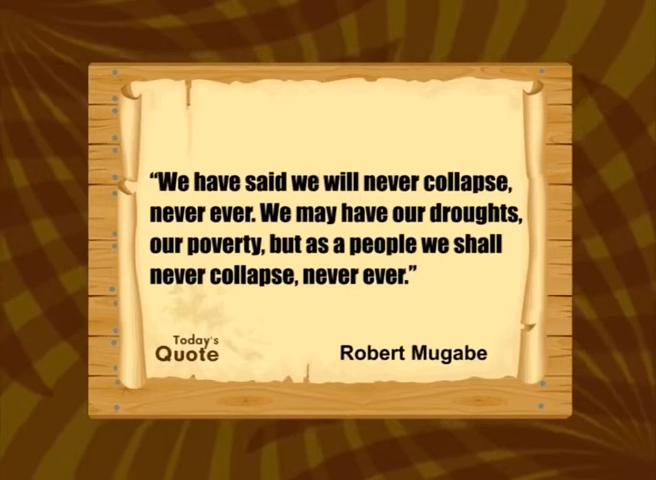 “We have said we will never collapse,
never ever. We may have our droughts,
our poverty, but as a people we shall
never collapse, never ever.”
Today's
Quote
Robert Mugabe